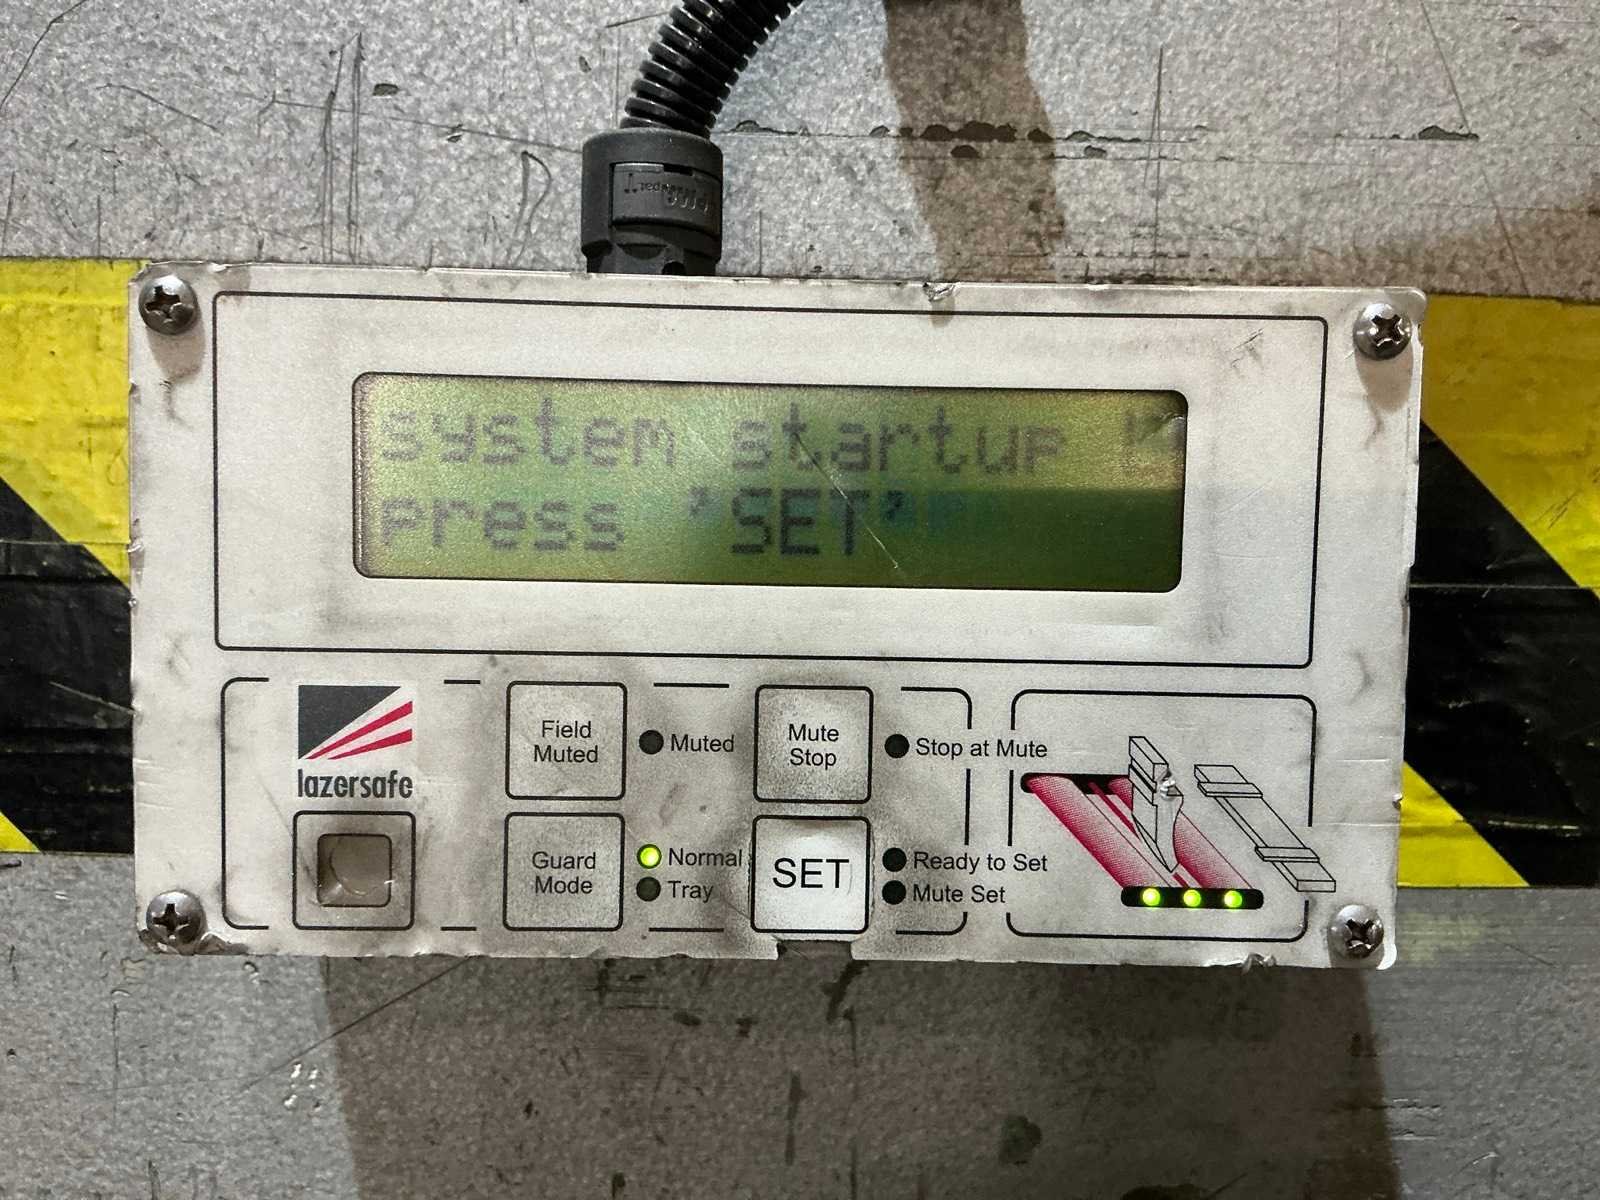 system startup !
press 'SET'
lazersafe
Field
Muted
Muted
Mute
Stop
Stop at Mute
Guard
Mode
Normal
Tray
SET
Ready to Set
Mute Set